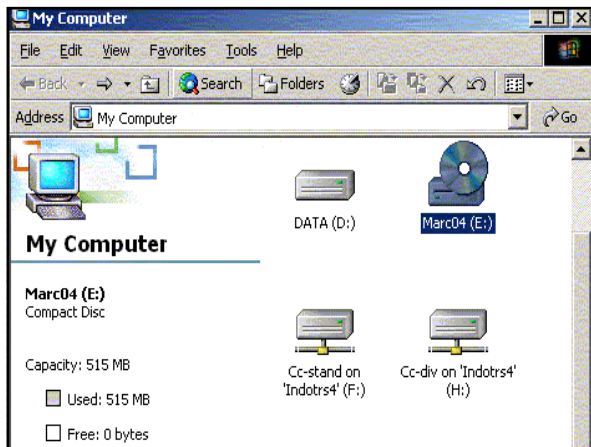 My Computer
File Edit View Favorites Tools Help
Back Search Folders
Address My Computer Go
My Computer
Marc04 (E:)
Compact Disc
Capacity: 515 MB
Used: 515 MB
Free: 0 bytes
DATA (D:) Marc04 (E:)
Cc-stand on Cc-div on 'Indotrs4'
'Indotrs4' (F:) (H:)